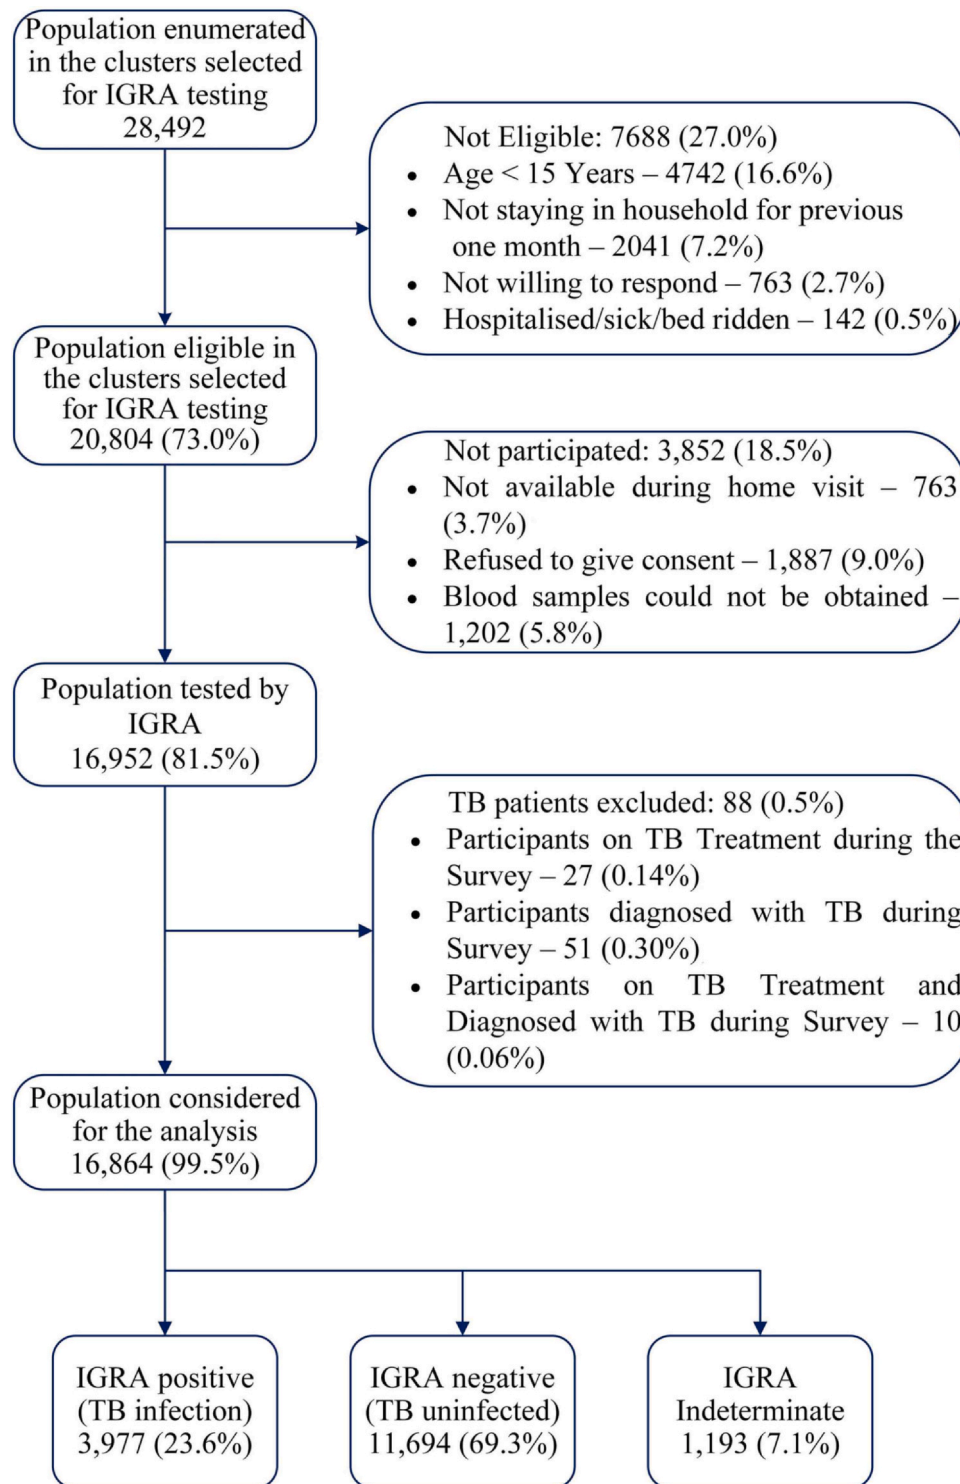 Population enumerated
in the clusters selected
for IGRA testing
28,492
Not Eligible: 7688 (27.0%)
• Age < 15 Years – 4742 (16.6%)
• Not staying in household for previous
one month – 2041 (7.2%)
• Not willing to respond – 763 (2.7%)
• Hospitalised/sick/bed ridden – 142 (0.5%)
Population eligible in
the clusters selected
for IGRA testing
20,804 (73.0%)
Not participated: 3,852 (18.5%)
• Not available during home visit – 763
(3.7%)
• Refused to give consent – 1,887 (9.0%)
• Blood samples could not be obtained –
1,202 (5.8%)
Population tested by
IGRA
16,952 (81.5%)
TB patients excluded: 88 (0.5%)
• Participants on TB Treatment during the
Survey – 27 (0.14%)
• Participants diagnosed with TB during
Survey – 51 (0.30%)
• Participants on TB Treatment and
Diagnosed with TB during Survey – 10
(0.06%)
Population considered
for the analysis
16,864 (99.5%)
IGRA positive
(TB infection)
3,977 (23.6%)
IGRA negative
(TB uninfected)
11,694 (69.3%)
IGRA
Indeterminate
1,193 (7.1%)